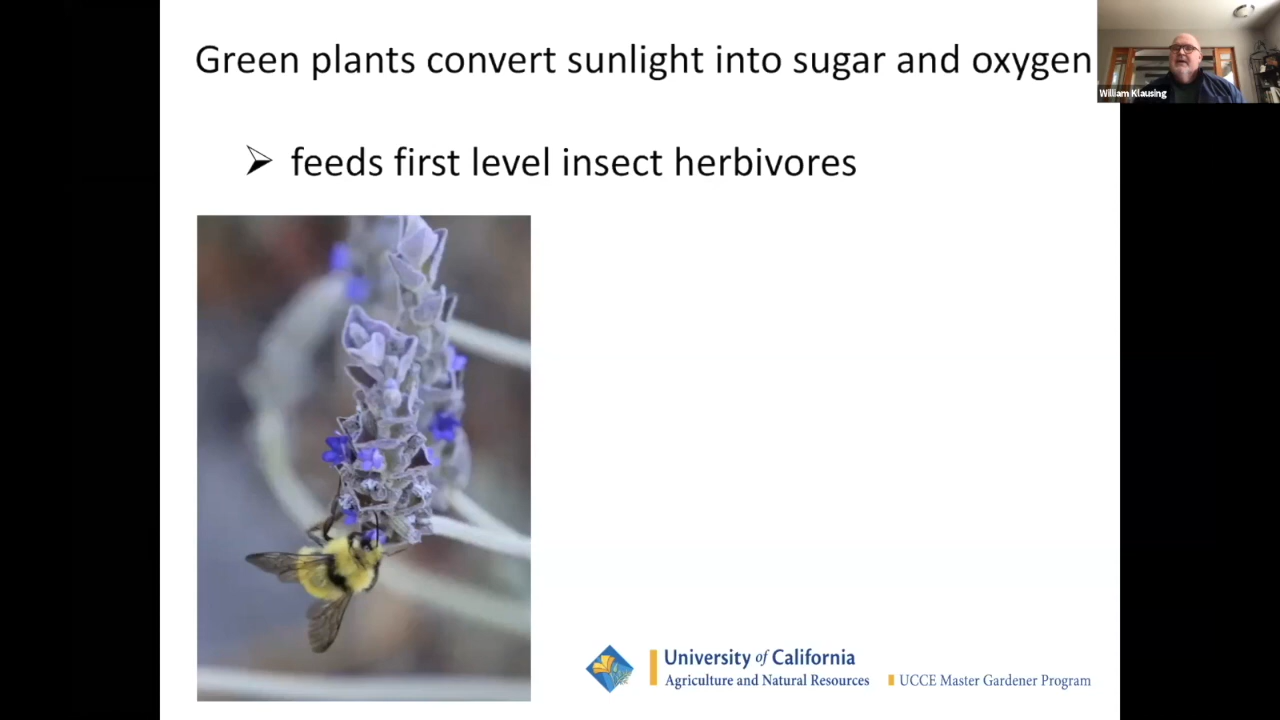 Green plants convert sunlight into sugar and oxygen
William Klausing
➢ feeds first level insect herbivores
University of California
Agriculture and Natural Resources
UCCE Master Gardener Program